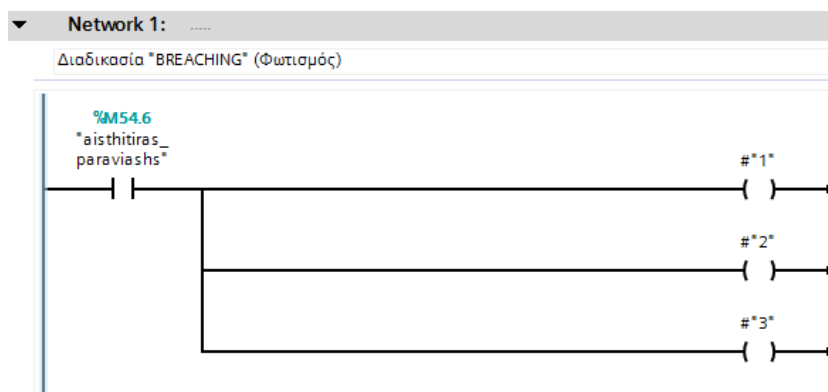 Network 1: .....
Διαδικασία "BREACHING" (Φωτισμός)
%M54.6
"aisthitiras_
paraviashs"
#"1"
#"2"
#"3"